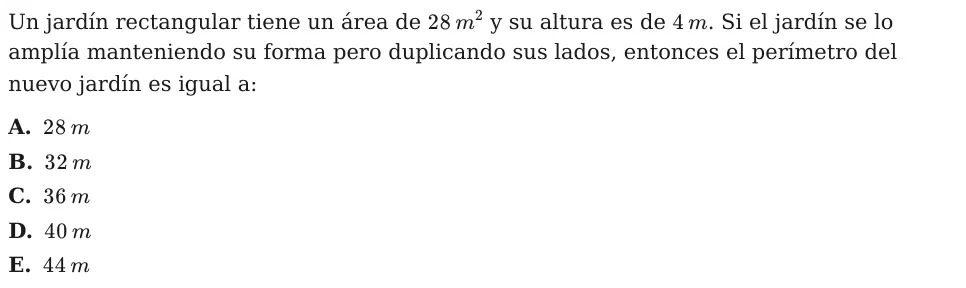 Un jardín rectangular tiene un área de 28 m² y su altura es de 4 m. Si el jardín se lo
amplía manteniendo su forma pero duplicando sus lados, entonces el perímetro del
nuevo jardín es igual a:
A. 28 m
B. 32 m
C. 36 m
D. 40 m
E. 44 m